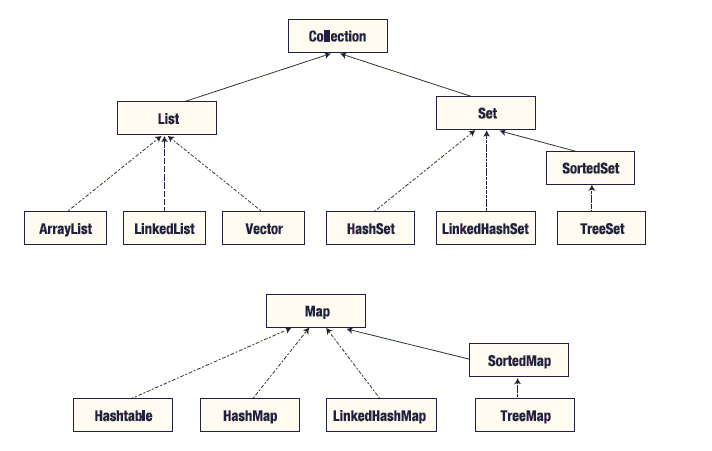 Collection
List
Set
SortedSet
ArrayList
LinkedList
Vector
HashSet
LinkedHashSet
TreeSet
Map
SortedMap
Hashtable
HashMap
LinkedHashMap
TreeMap